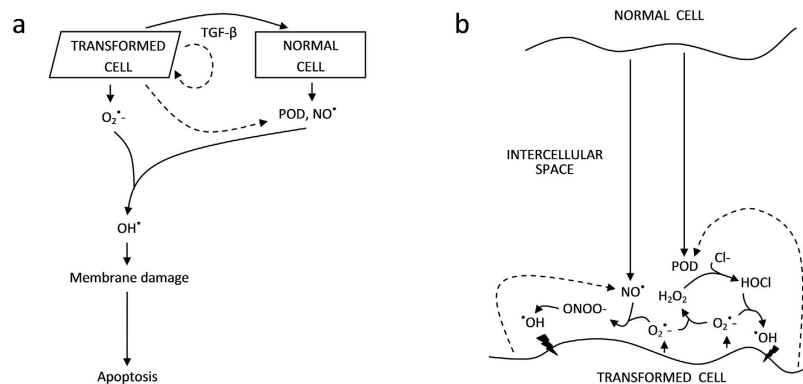 a
TGF-β
TRANSFORMED
CELL
NORMAL
CELL
O₂•-
POD, NO•
OH•
Membrane damage
Apoptosis
b
NORMAL CELL
INTERCELLULAR
SPACE
POD
Cl-
HOCl
H₂O₂
NO•
ONOO-
•OH
O₂•-
O₂•-
•OH
TRANSFORMED CELL